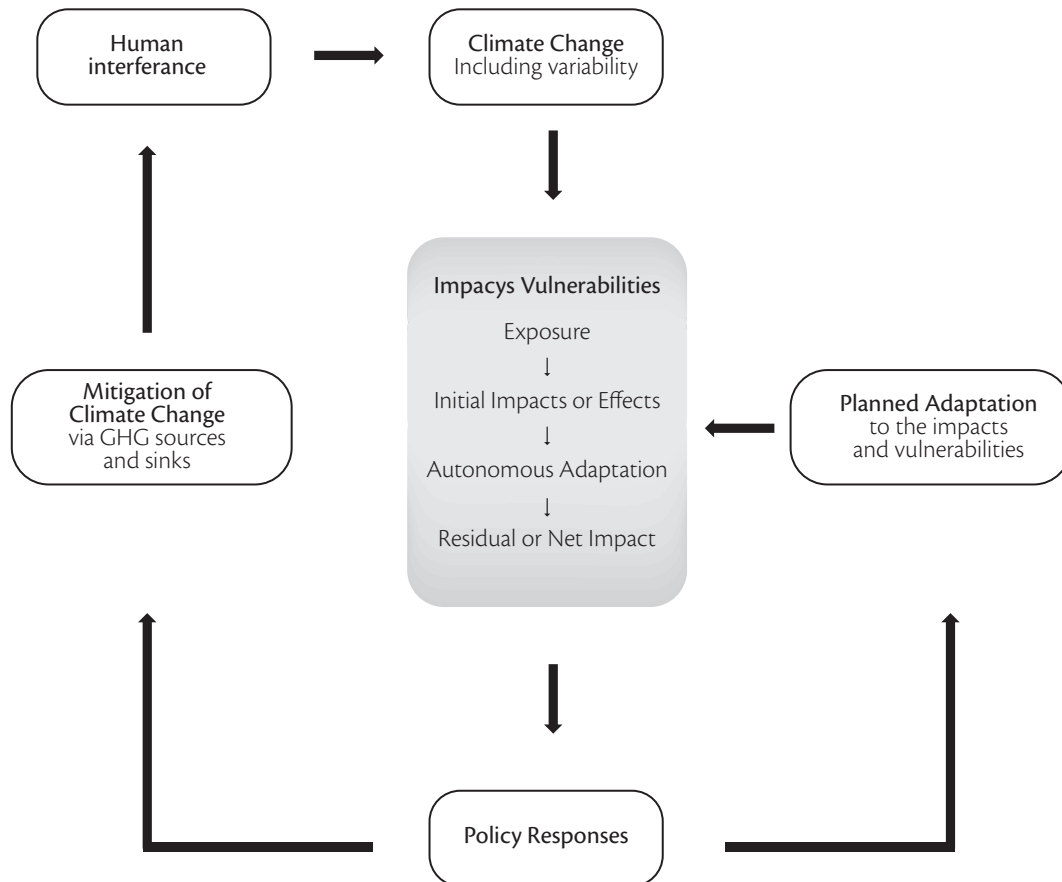 Human
interferance
Climate Change
Including variability
Impacys Vulnerabilities
Exposure
Initial Impacts or Effects
Autonomous Adaptation
Residual or Net Impact
Mitigation of
Climate Change
via GHG sources
and sinks
Planned Adaptation
to the impacts
and vulnerabilities
Policy Responses